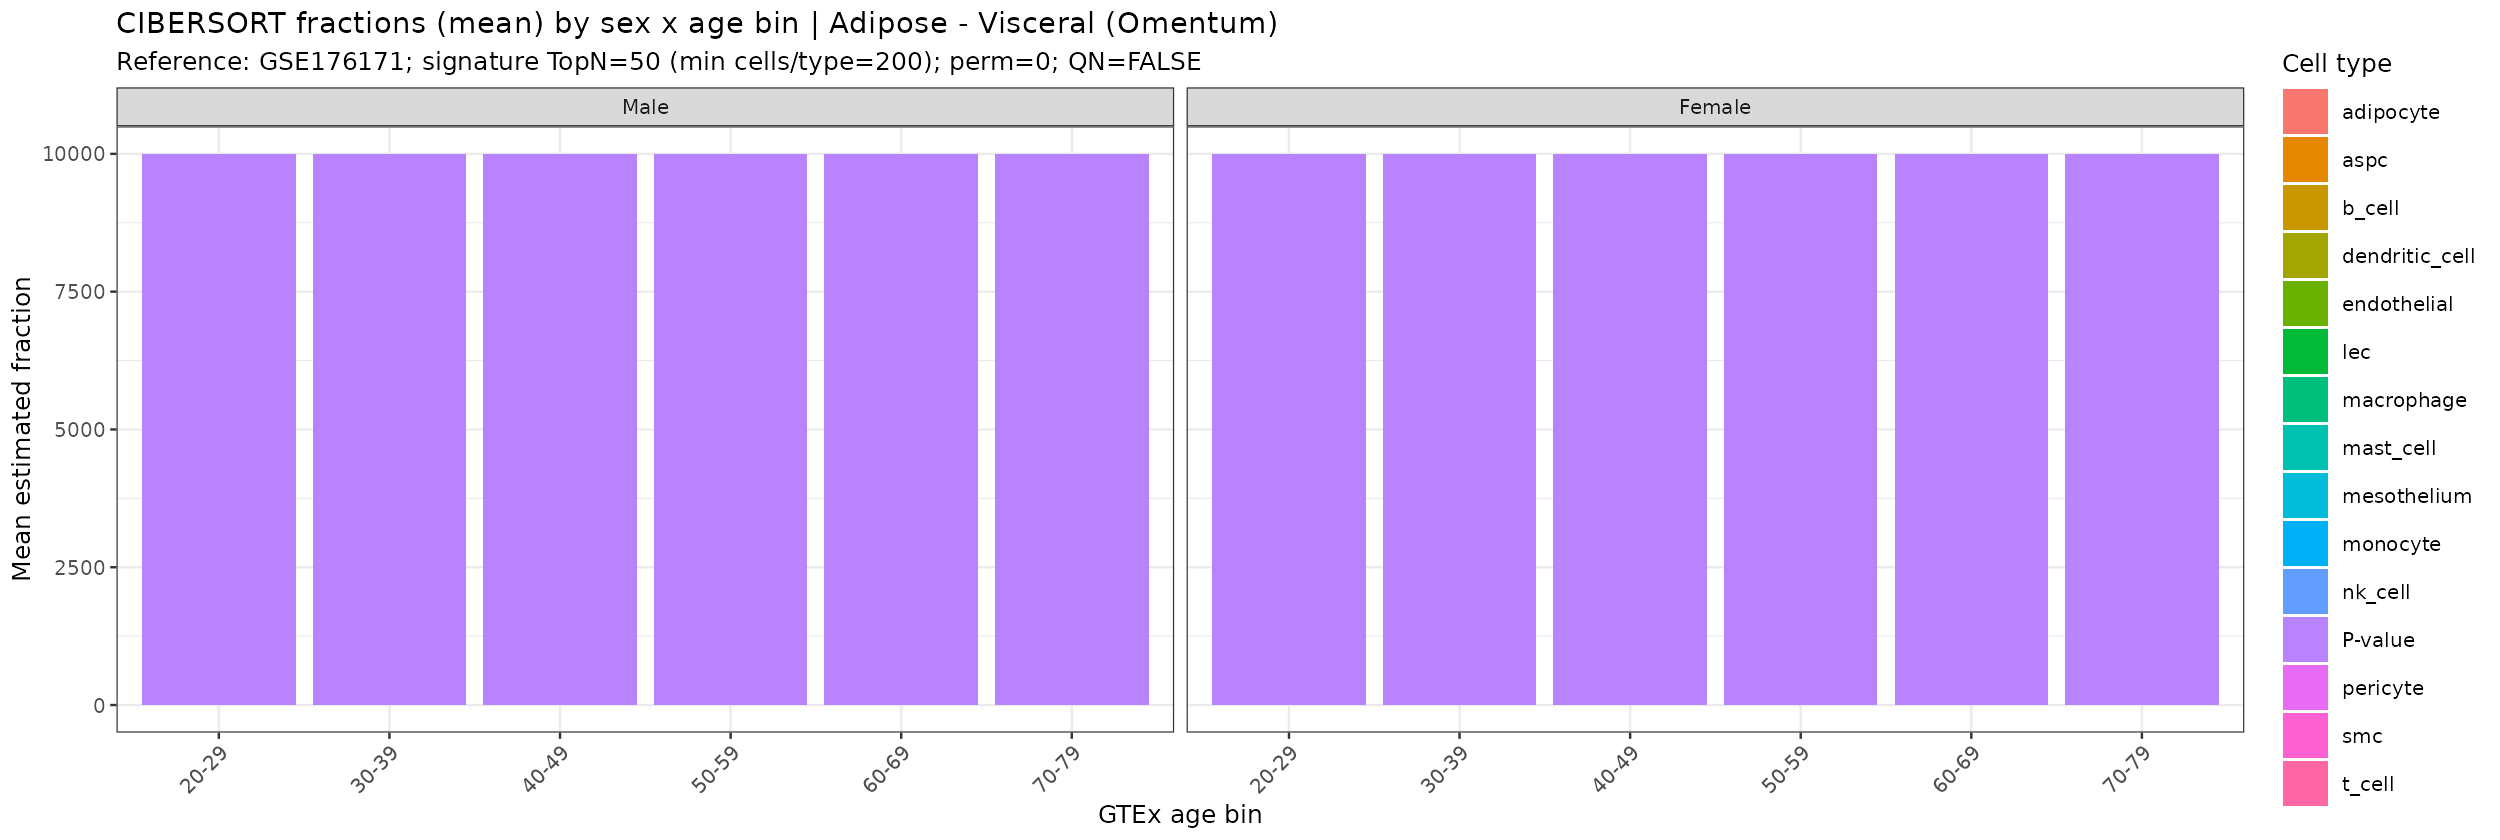 CIBERSORT fractions (mean) by sex x age bin | Adipose - Visceral (Omentum)
Reference: GSE176171; signature TopN=50 (min cells/type=200); perm=0; QN=FALSE
Male
Female
Mean estimated fraction
10000
7500
5000
2500
0
20-29
30-39
40-49
50-59
60-69
70-79
20-29
30-39
40-49
50-59
60-69
70-79
GTEx age bin
Cell type
adipocyte
aspc
b_cell
dendritic_cell
endothelial
lec
macrophage
mast_cell
mesothelium
monocyte
nk_cell
P-value
pericyte
smc
t_cell